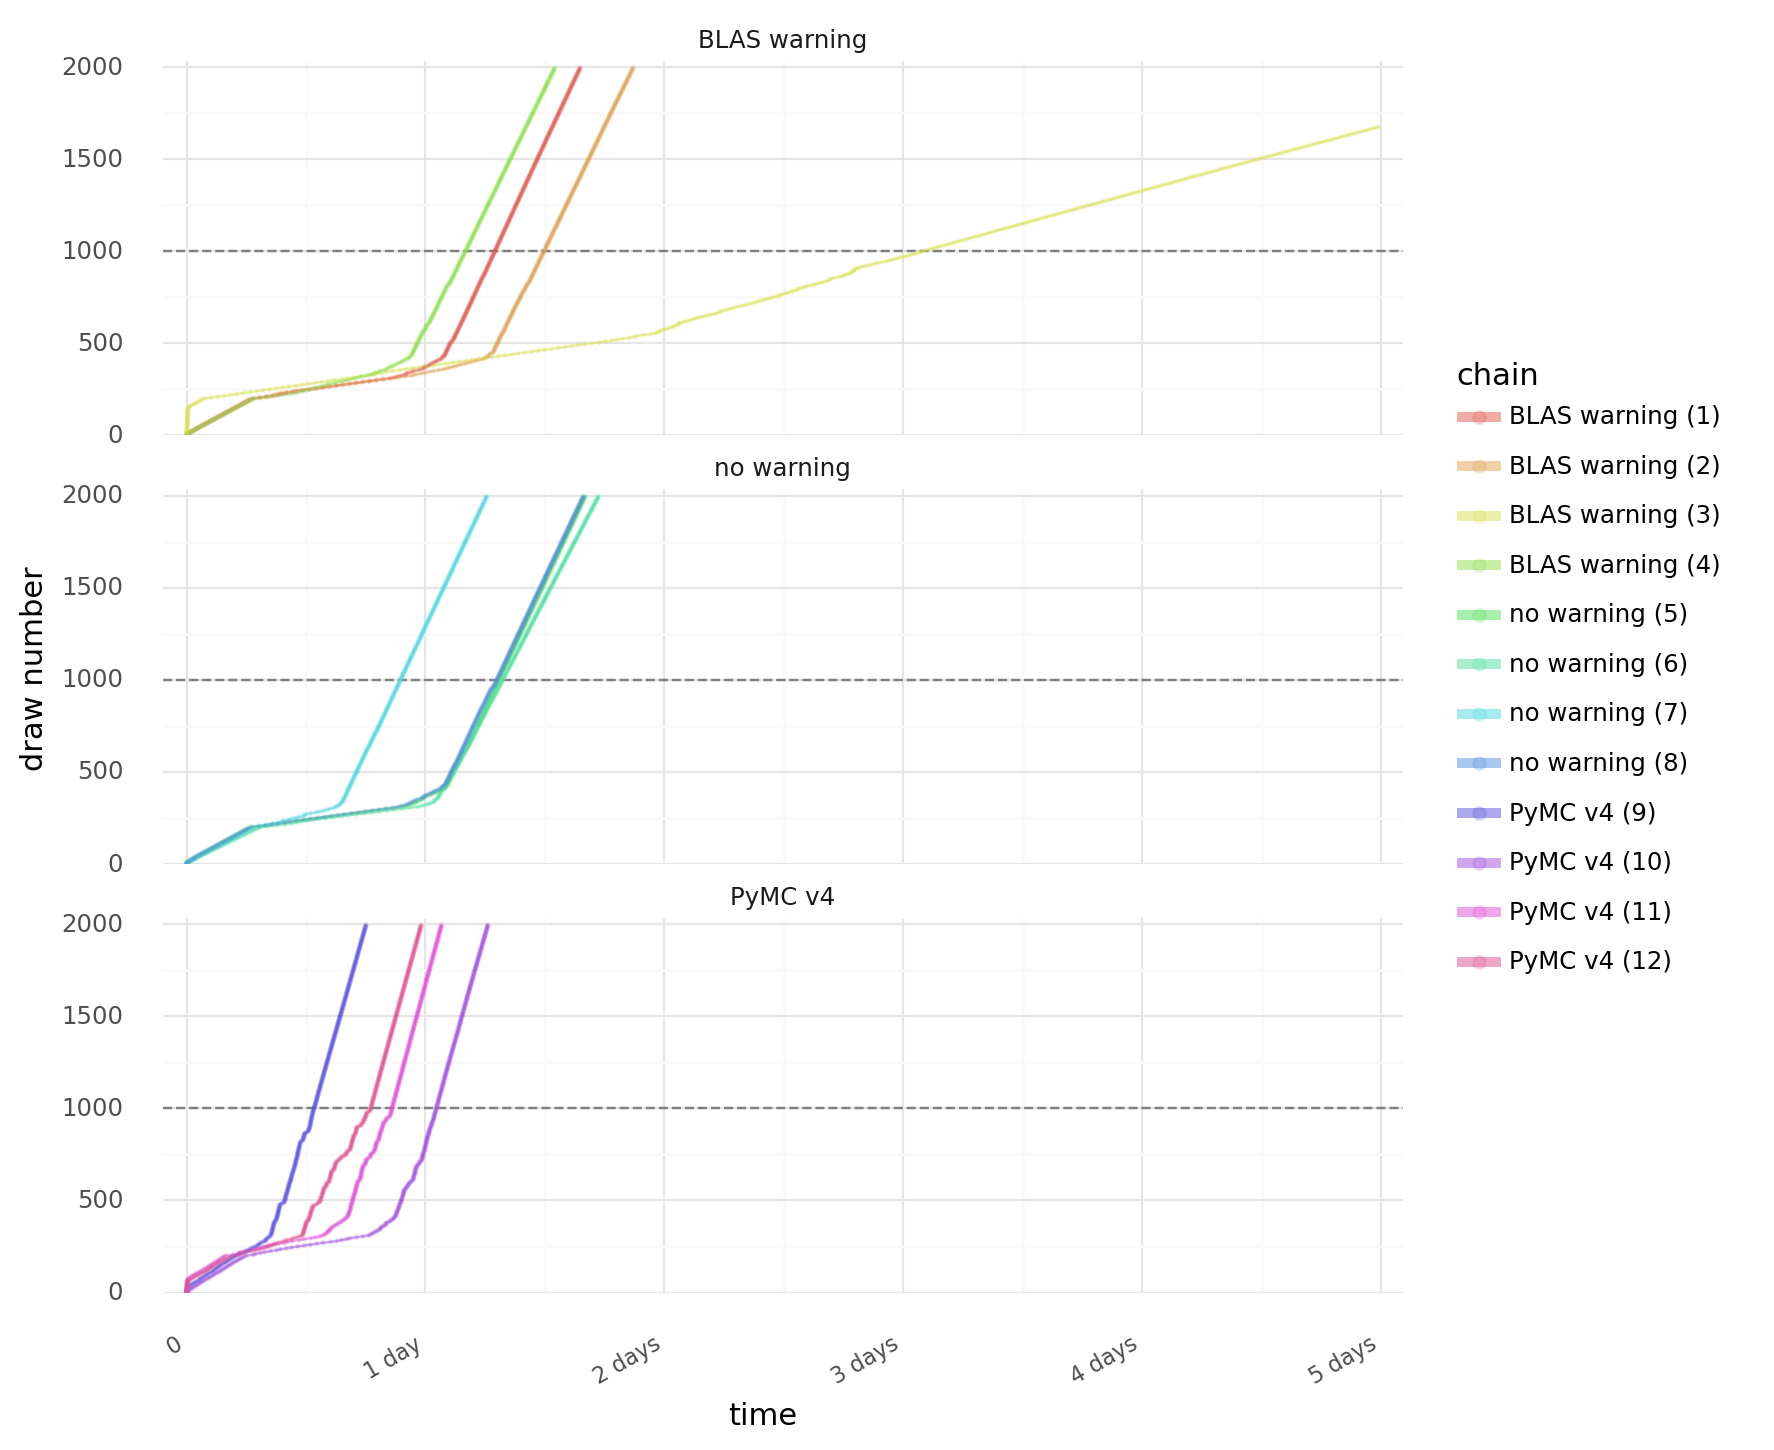 BLAS warning
2000
1500
1000
500
0
no warning
2000
1500
1000
500
0
PyMC v4
2000
1500
1000
500
0
draw number
0
1 day
2 days
3 days
4 days
5 days
time
chain
BLAS warning (1)
BLAS warning (2)
BLAS warning (3)
BLAS warning (4)
no warning (5)
no warning (6)
no warning (7)
no warning (8)
PyMC v4 (9)
PyMC v4 (10)
PyMC v4 (11)
PyMC v4 (12)